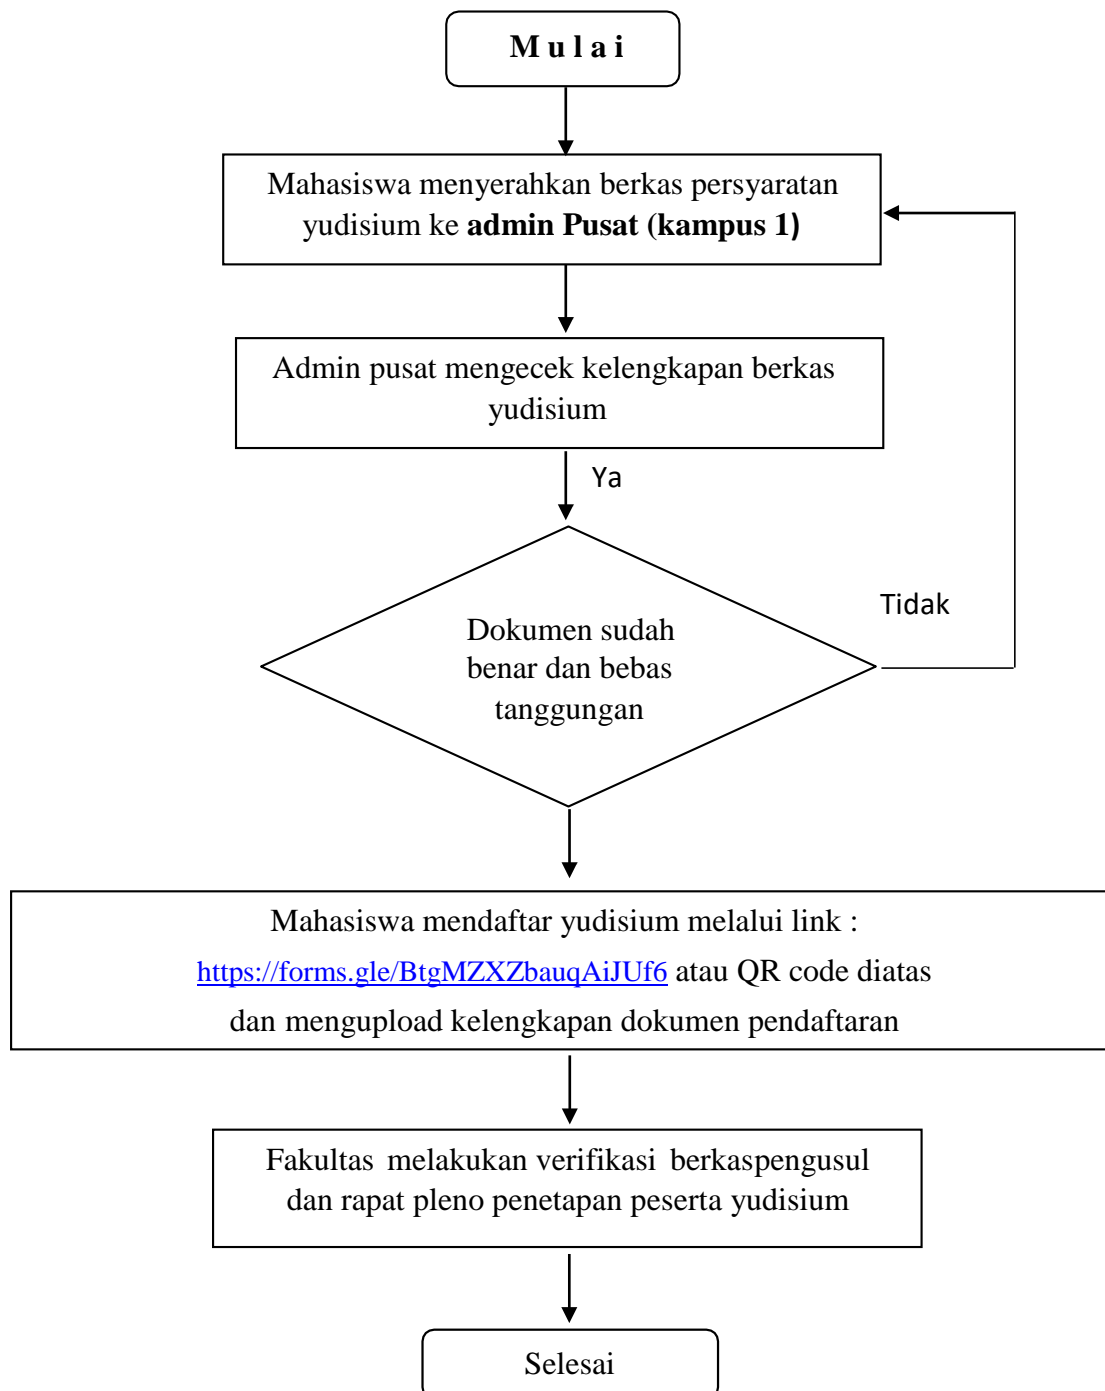 M u l a i
Mahasiswa menyerahkan berkas persyaratan
yudisium ke admin Pusat (kampus 1)
Admin pusat mengecek kelengkapan berkas
yudisium
Ya
Tidak
Dokumen sudah
benar dan bebas
tanggungan
Mahasiswa mendaftar yudisium melalui link :
https://forms.gle/BtgMZXZbauqAiJUf6 atau QR code diatas
dan mengupload kelengkapan dokumen pendaftaran
Fakultas melakukan verifikasi berkaspengusul
dan rapat pleno penetapan peserta yudisium
Selesai